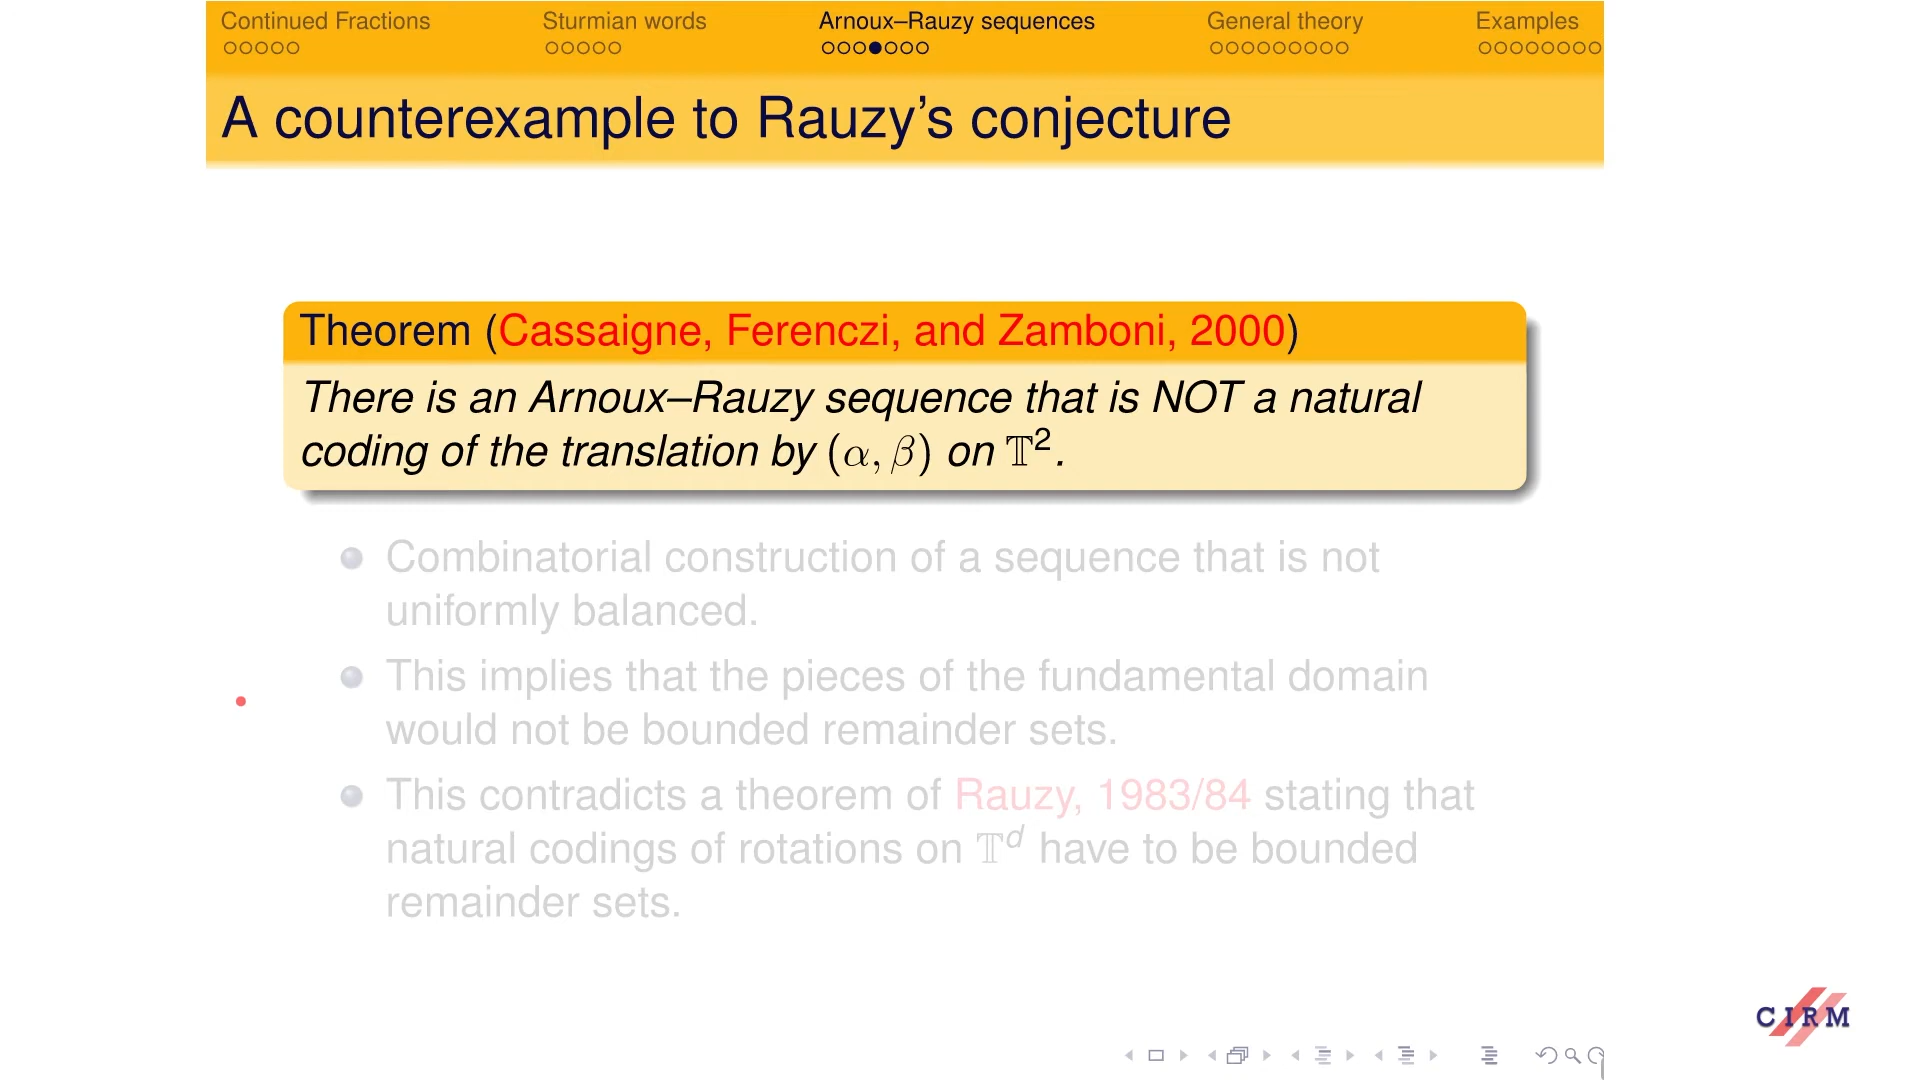 Continued Fractions Sturmian words Arnoux–Rauzy sequences General theory Examples
A counterexample to Rauzy’s conjecture
Theorem (Cassaigne, Ferenczi, and Zamboni, 2000)
There is an Arnoux–Rauzy sequence that is NOT a natural
coding of the translation by (α, β) on 𝕋².
Combinatorial construction of a sequence that is not
uniformly balanced.
This implies that the pieces of the fundamental domain
would not be bounded remainder sets.
This contradicts a theorem of Rauzy, 1983/84 stating that
natural codings of rotations on 𝕋ᵈ have to be bounded
remainder sets.
CIRM